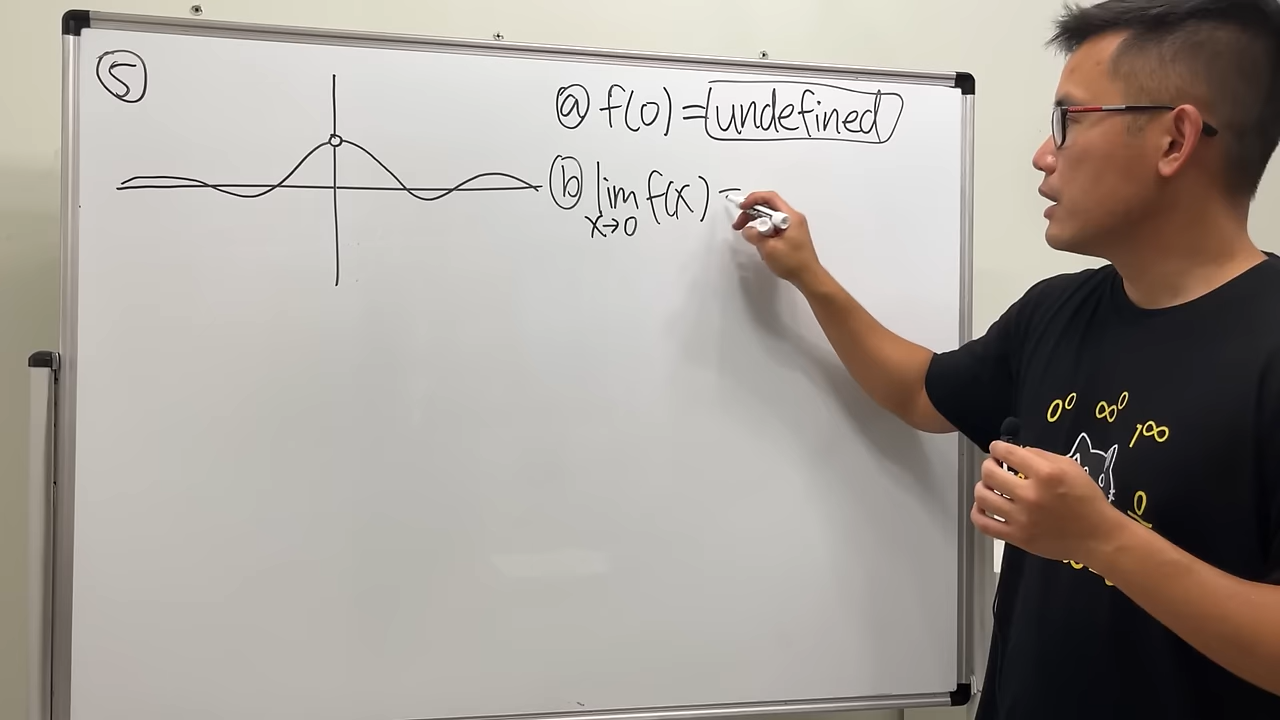 ⑤
ⓐ f(0) = undefined
ⓑ lim f(x) =
x→0
0⁰ ∞⁰ 1^∞
0